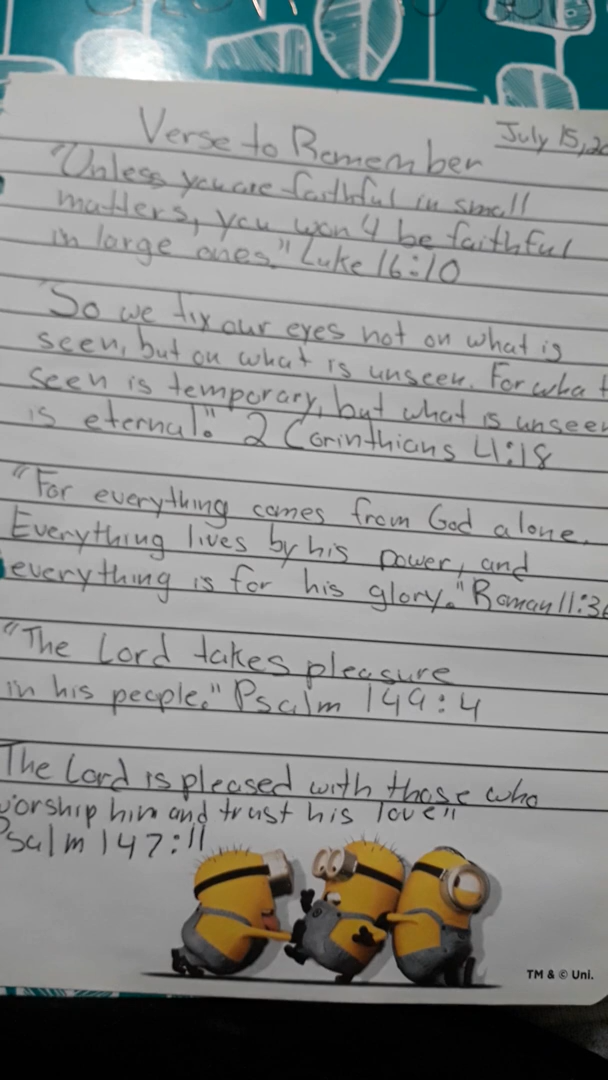 Verse to Remember
July 15, 20
"Unless you are faithful in small
matters, you won4 be faithful
in large ones." Luke 16:10
"So we fix our eyes not on what is
seen, but on what is unseen. For what
seen is temporary, but what is unseen
is eternal." 2 Corinthians 4:18
"For everything comes from God alone.
Everything lives by his power, and
everything is for his glory." Roman 11:36
"The Lord takes pleasure
in his people." Psalm 149:4
The Lord is pleased with those who
worship him and trust his love"
Psalm 147:11
TM & © Uni.